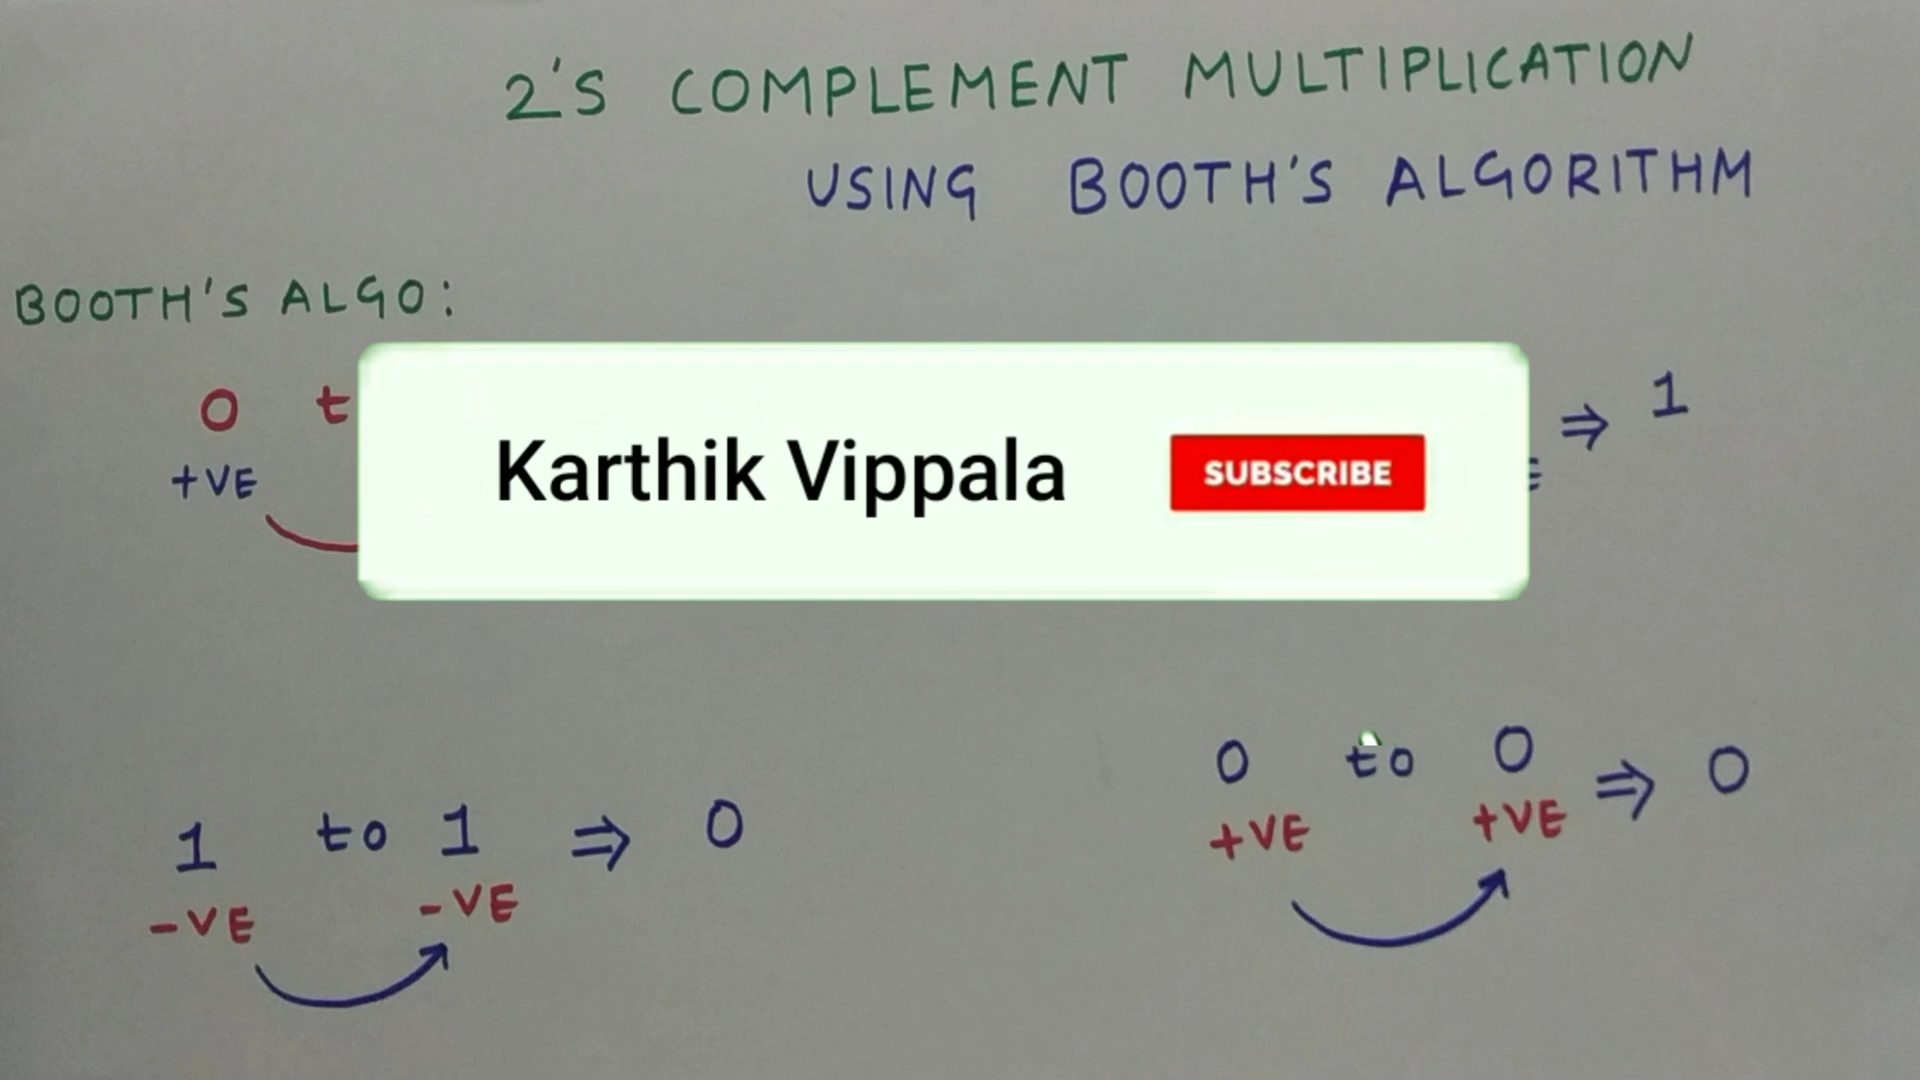 2'S COMPLEMENT MULTIPLICATION
USING BOOTH'S ALGORITHM
BOOTH'S ALGO:
0 t
+VE
⇒ 1
Karthik Vippala SUBSCRIBE
1 to 1 ⇒ 0
-VE -VE
0 to 0 ⇒ 0
+VE +VE